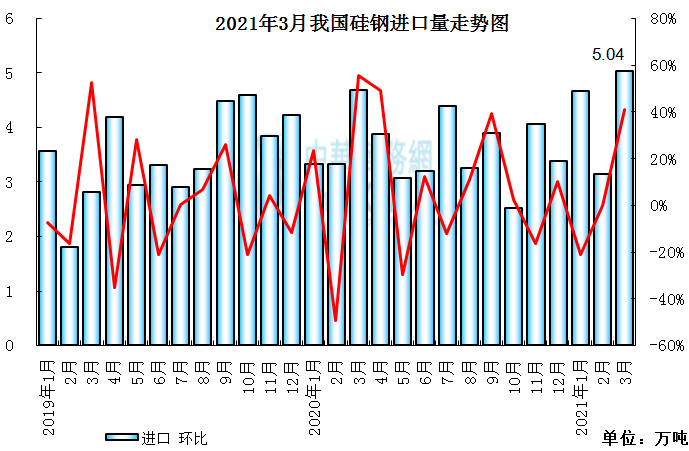 2021年3月我国硅钢进口量走势图
6
5
4
3
2
1
0
80%
60%
40%
20%
0%
-20%
-40%
-60%
5.04
2019年1月
2月
3月
4月
5月
6月
7月
8月
9月
10月
11月
12月
2020年1月
2月
3月
4月
5月
6月
7月
8月
9月
10月
11月
12月
2021年1月
2月
3月
进口 环比
单位：万吨